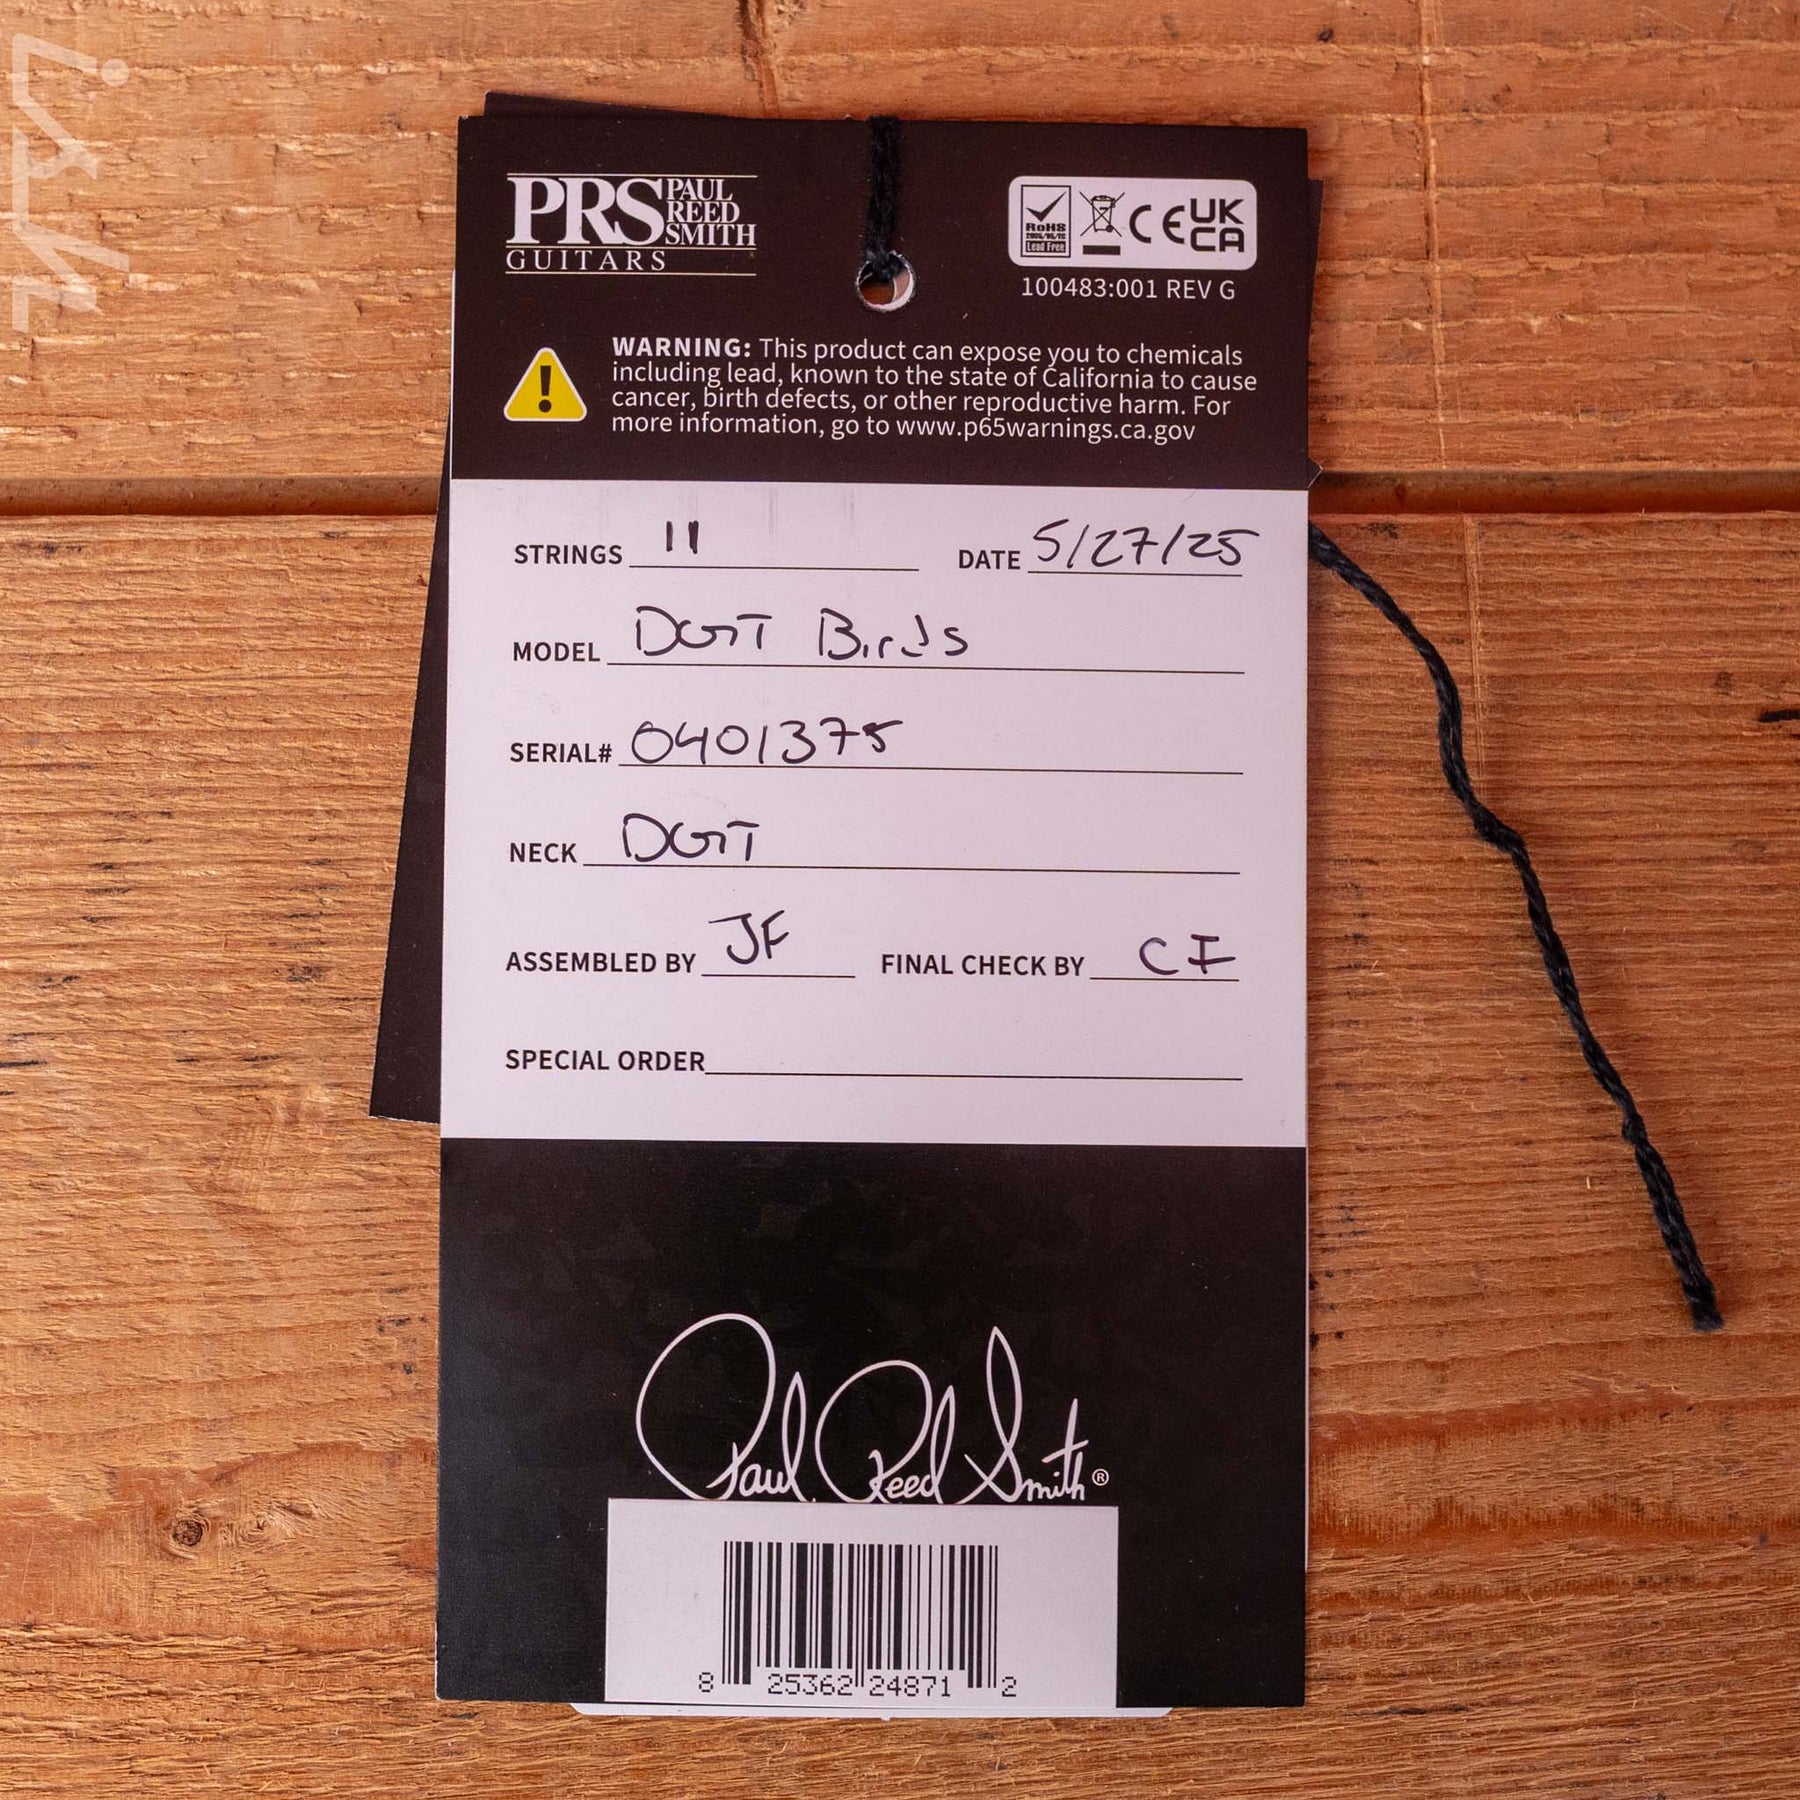 PRS PAUL REED SMITH
GUITARS
RoHS
2005/95/EC
Lead Free
CE UK CA
100483:001 REV G
WARNING: This product can expose you to chemicals
including lead, known to the state of California to cause
cancer, birth defects, or other reproductive harm. For
more information, go to www.p65warnings.ca.gov
STRINGS 11 DATE 5/27/25
MODEL DGT Birds
SERIAL# 0401375
NECK DGT
ASSEMBLED BY JF FINAL CHECK BY CI
SPECIAL ORDER
Paul Reed Smith®
8 25362 24871 2